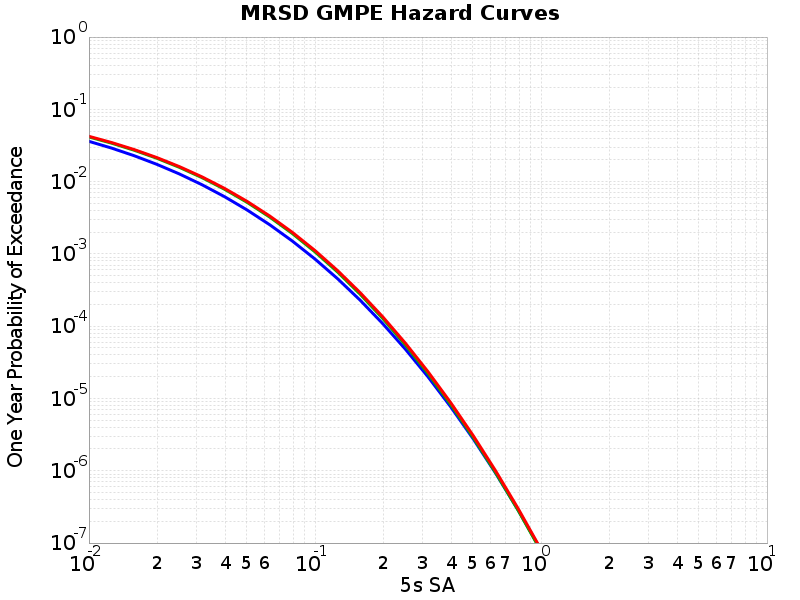 MRSD GMPE Hazard Curves
10^0
10^-1
10^-2
10^-3
10^-4
10^-5
10^-6
10^-7
One Year Probability of Exceedance
10^-2 2 3 4 5 6 10^-1 2 3 4 5 6 7 10^0 2 3 4 5 6 7 10^1
5s SA